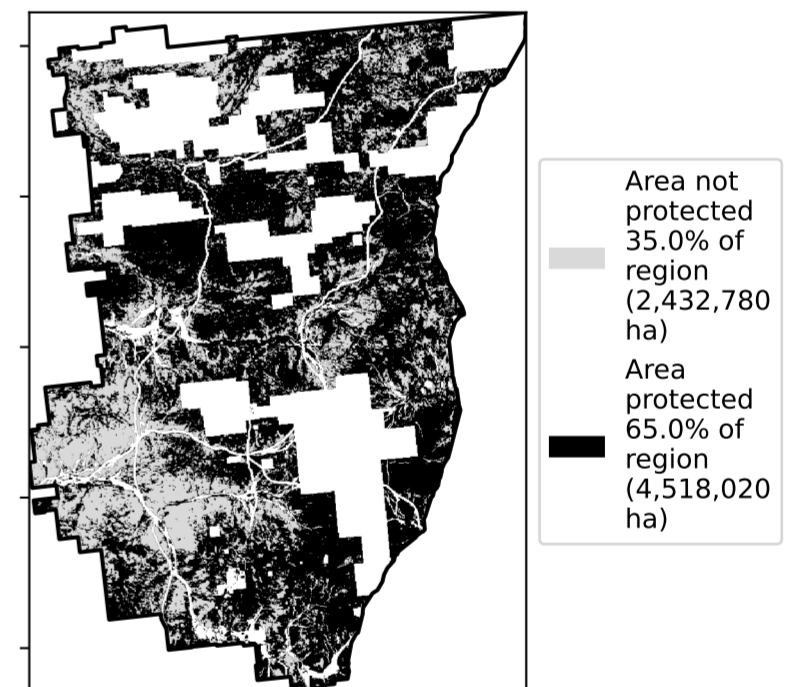 Area not
protected
35.0% of
region
(2,432,780
ha)
Area
protected
65.0% of
region
(4,518,020
ha)